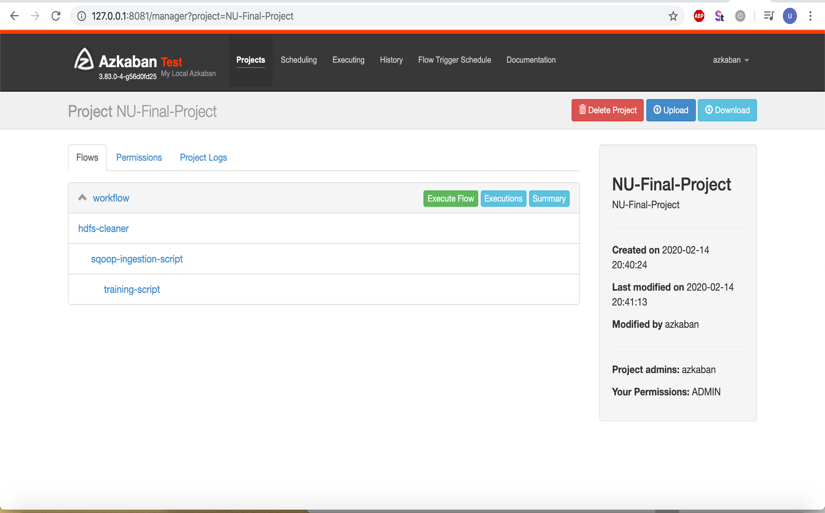 127.0.0.1:8081/manager?project=NU-Final-Project
ABP
St
u
Azkaban Test
3.83.0-4-g56d0fd25 My Local Azkaban
Projects Scheduling Executing History Flow Trigger Schedule Documentation azkaban
Project NU-Final-Project
Delete Project Upload Download
Flows Permissions Project Logs
workflow Execute Flow Executions Summary
hdfs-cleaner
sqoop-ingestion-script
training-script
NU-Final-Project
NU-Final-Project
Created on 2020-02-14
20:40:24
Last modified on 2020-02-14
20:41:13
Modified by azkaban
Project admins: azkaban
Your Permissions: ADMIN